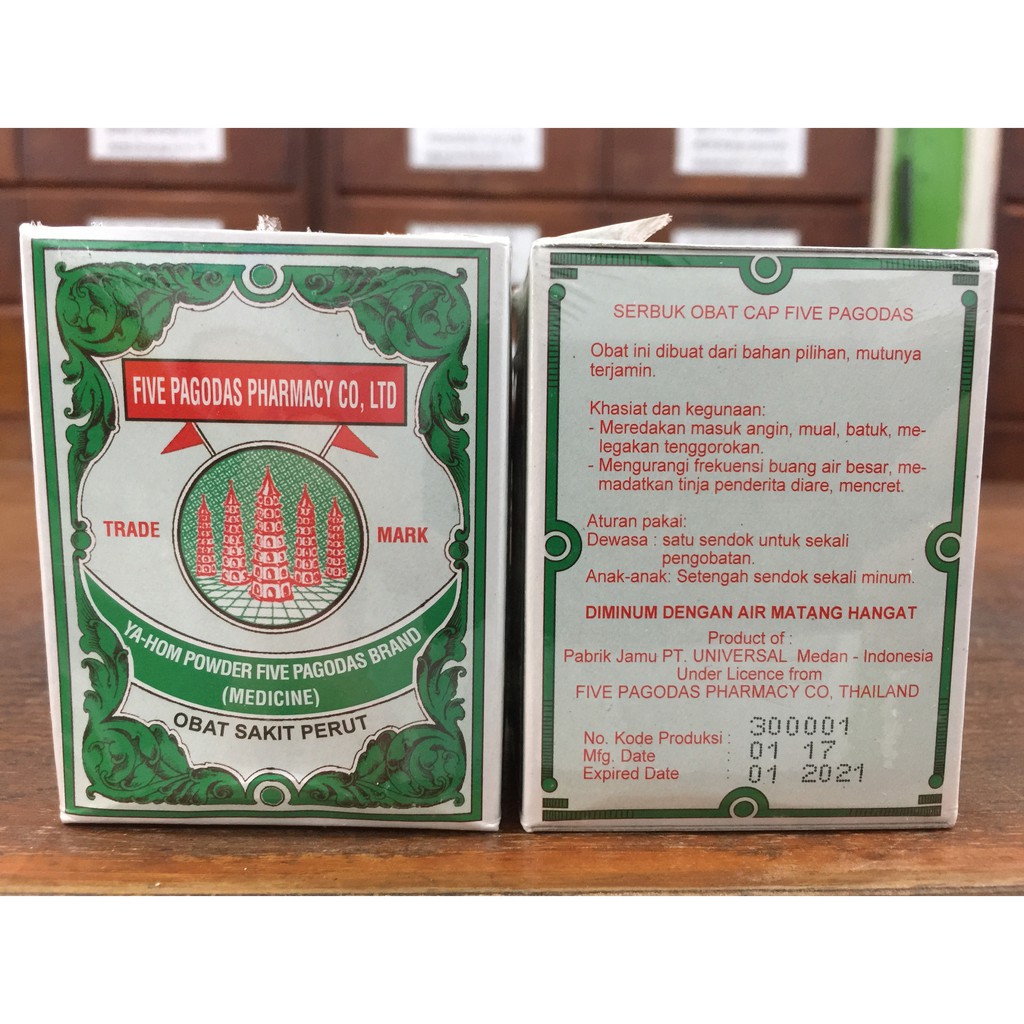 FIVE PAGODAS PHARMACY CO, LTD
TRADE MARK
YA-HOM POWDER FIVE PAGODAS BRAND
(MEDICINE)
OBAT SAKIT PERUT
SERBUK OBAT CAP FIVE PAGODAS
Obat ini dibuat dari bahan pilihan, mutunya
terjamin.
Khasiat dan kegunaan:
- Meredakan masuk angin, mual, batuk, me-
legakan tenggorokan.
- Mengurangi frekuensi buang air besar, me-
madatkan tinja penderita diare, mencret.
Aturan pakai:
Dewasa : satu sendok untuk sekali
pengobatan.
Anak-anak: Setengah sendok sekali minum.
DIMINUM DENGAN AIR MATANG HANGAT
Product of :
Pabrik Jamu PT. UNIVERSAL Medan - Indonesia
Under Licence from
FIVE PAGODAS PHARMACY CO, THAILAND
No. Kode Produksi : 300001
Mfg. Date : 01 17
Expired Date : 01 2021